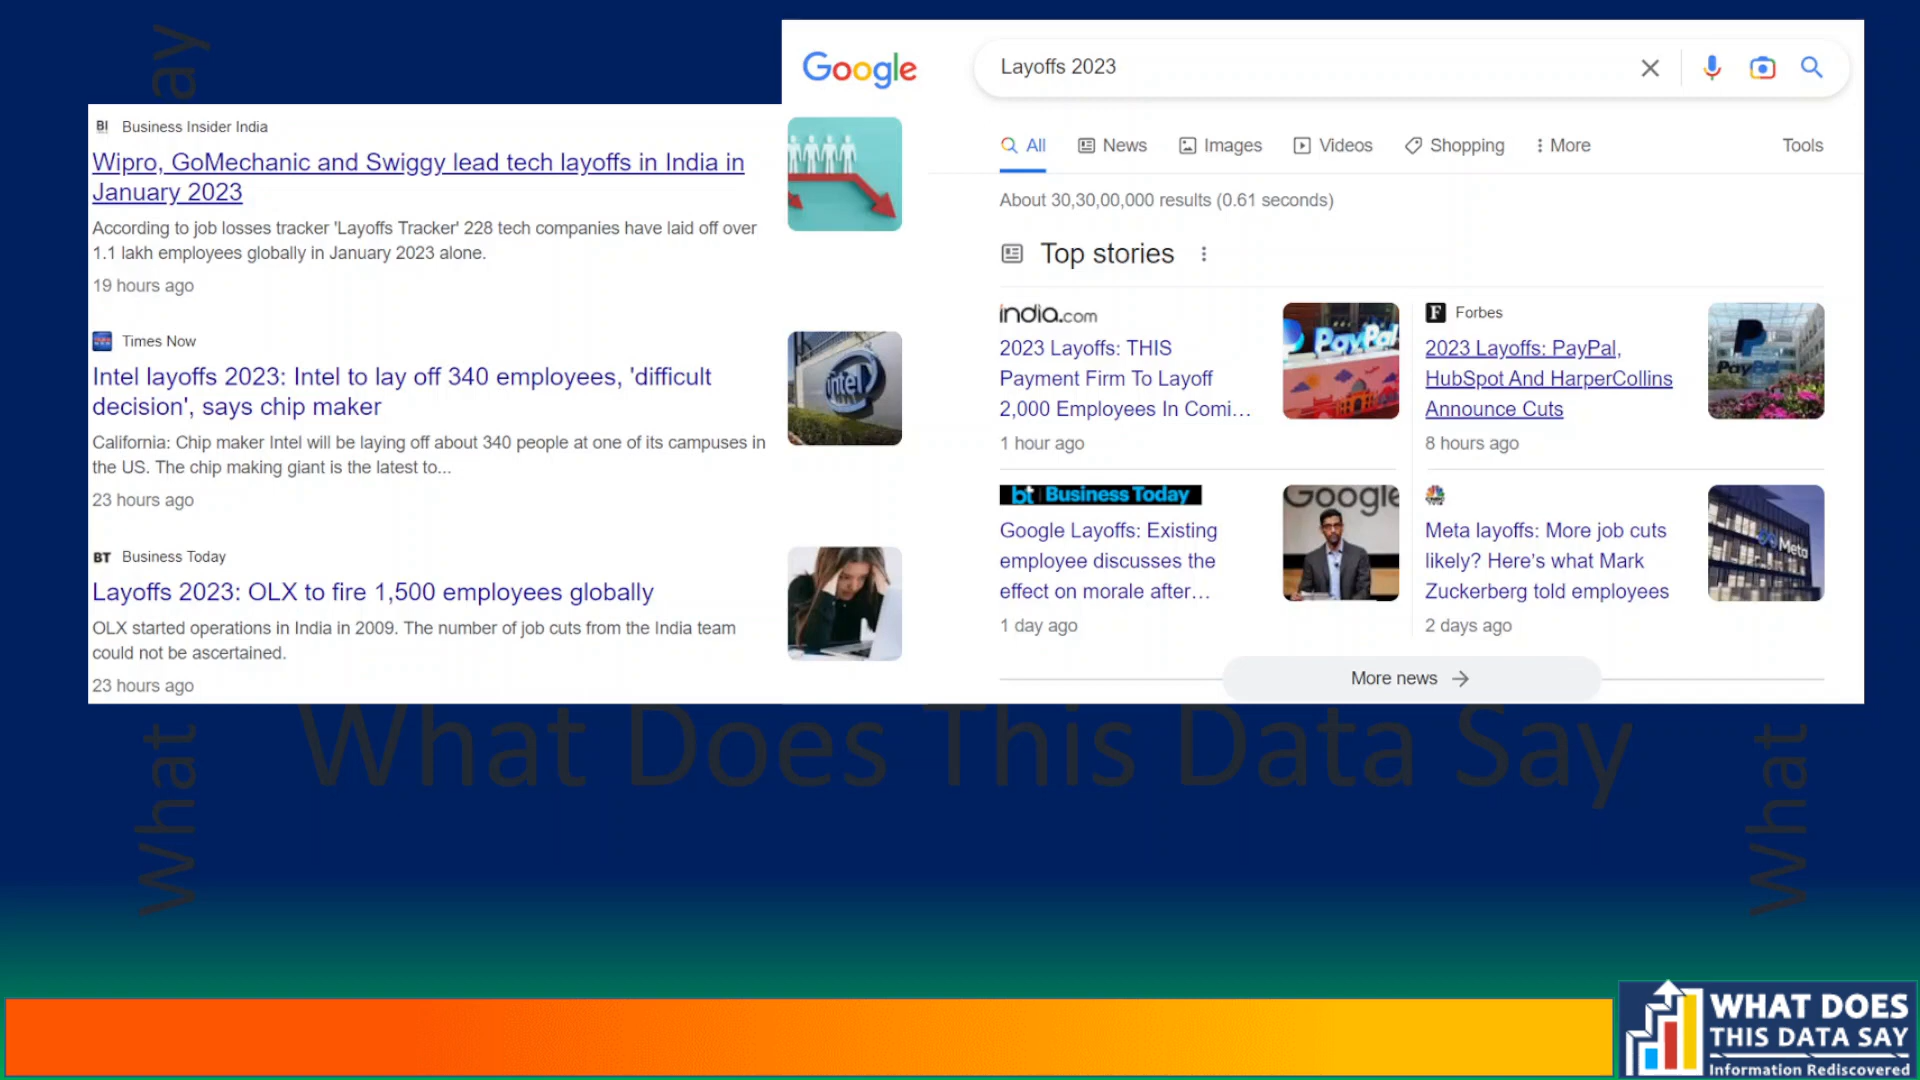 BI Business Insider India
Wipro, GoMechanic and Swiggy lead tech layoffs in India in
January 2023
According to job losses tracker 'Layoffs Tracker' 228 tech companies have laid off over
1.1 lakh employees globally in January 2023 alone.
19 hours ago
Times Now
Intel layoffs 2023: Intel to lay off 340 employees, 'difficult
decision', says chip maker
California: Chip maker Intel will be laying off about 340 people at one of its campuses in
the US. The chip making giant is the latest to...
23 hours ago
intel
BT Business Today
Layoffs 2023: OLX to fire 1,500 employees globally
OLX started operations in India in 2009. The number of job cuts from the India team
could not be ascertained.
23 hours ago
Google
Layoffs 2023
All News Images Videos Shopping More Tools
About 30,30,00,000 results (0.61 seconds)
Top stories
india.com
2023 Layoffs: THIS
Payment Firm To Layoff
2,000 Employees In Comi...
1 hour ago
PayPal
F Forbes
2023 Layoffs: PayPal,
HubSpot And HarperCollins
Announce Cuts
8 hours ago
PayPal
bt Business Today
Google Layoffs: Existing
employee discusses the
effect on morale after...
1 day ago
Google
Meta layoffs: More job cuts
likely? Here's what Mark
Zuckerberg told employees
2 days ago
Meta
More news
ay
What Does This Data Say
What
What
WHAT DOES
THIS DATA SAY
Information Rediscovered